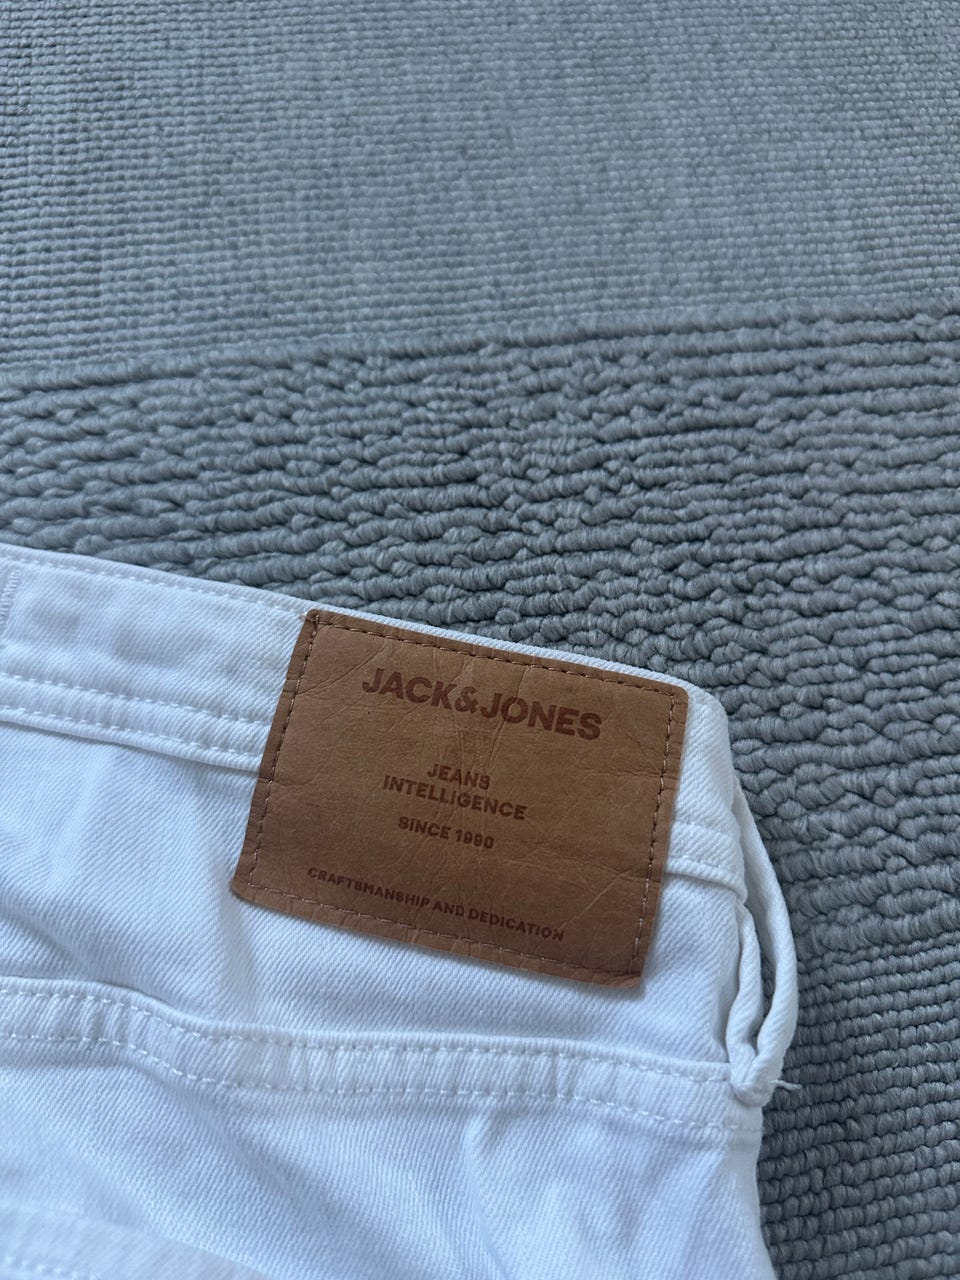 JACK&JONES
JEANS
INTELLIGENCE
SINCE 1990
CRAFTSMANSHIP AND DEDICATION